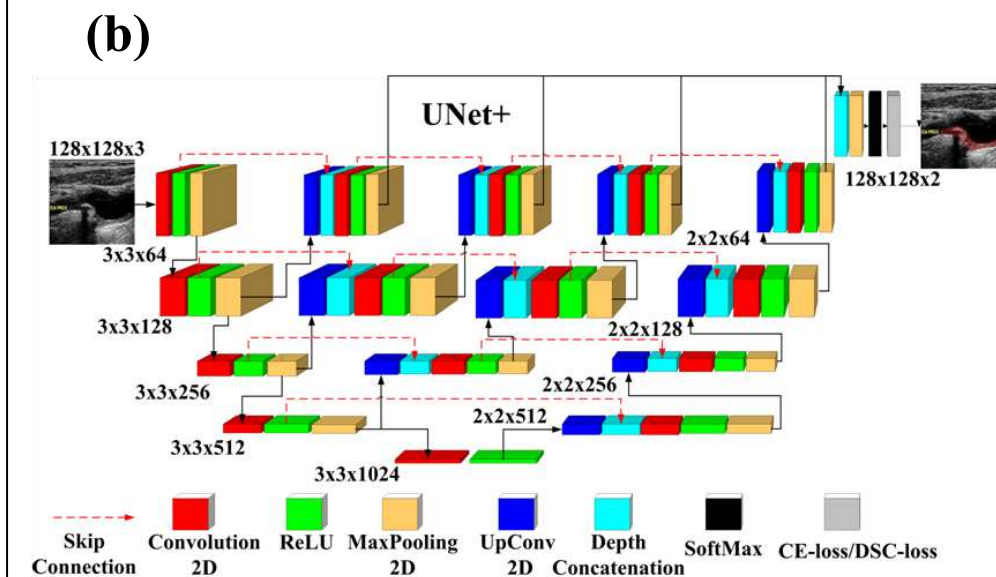 (b)
UNet+
128x128x3
128x128x2
3x3x64
2x2x64
3x3x128
2x2x128
3x3x256
2x2x256
3x3x512
2x2x512
3x3x1024
Skip
Connection
Convolution
2D
ReLU
MaxPooling
2D
UpConv
2D
Depth
Concatenation
SoftMax
CE-loss/DSC-loss